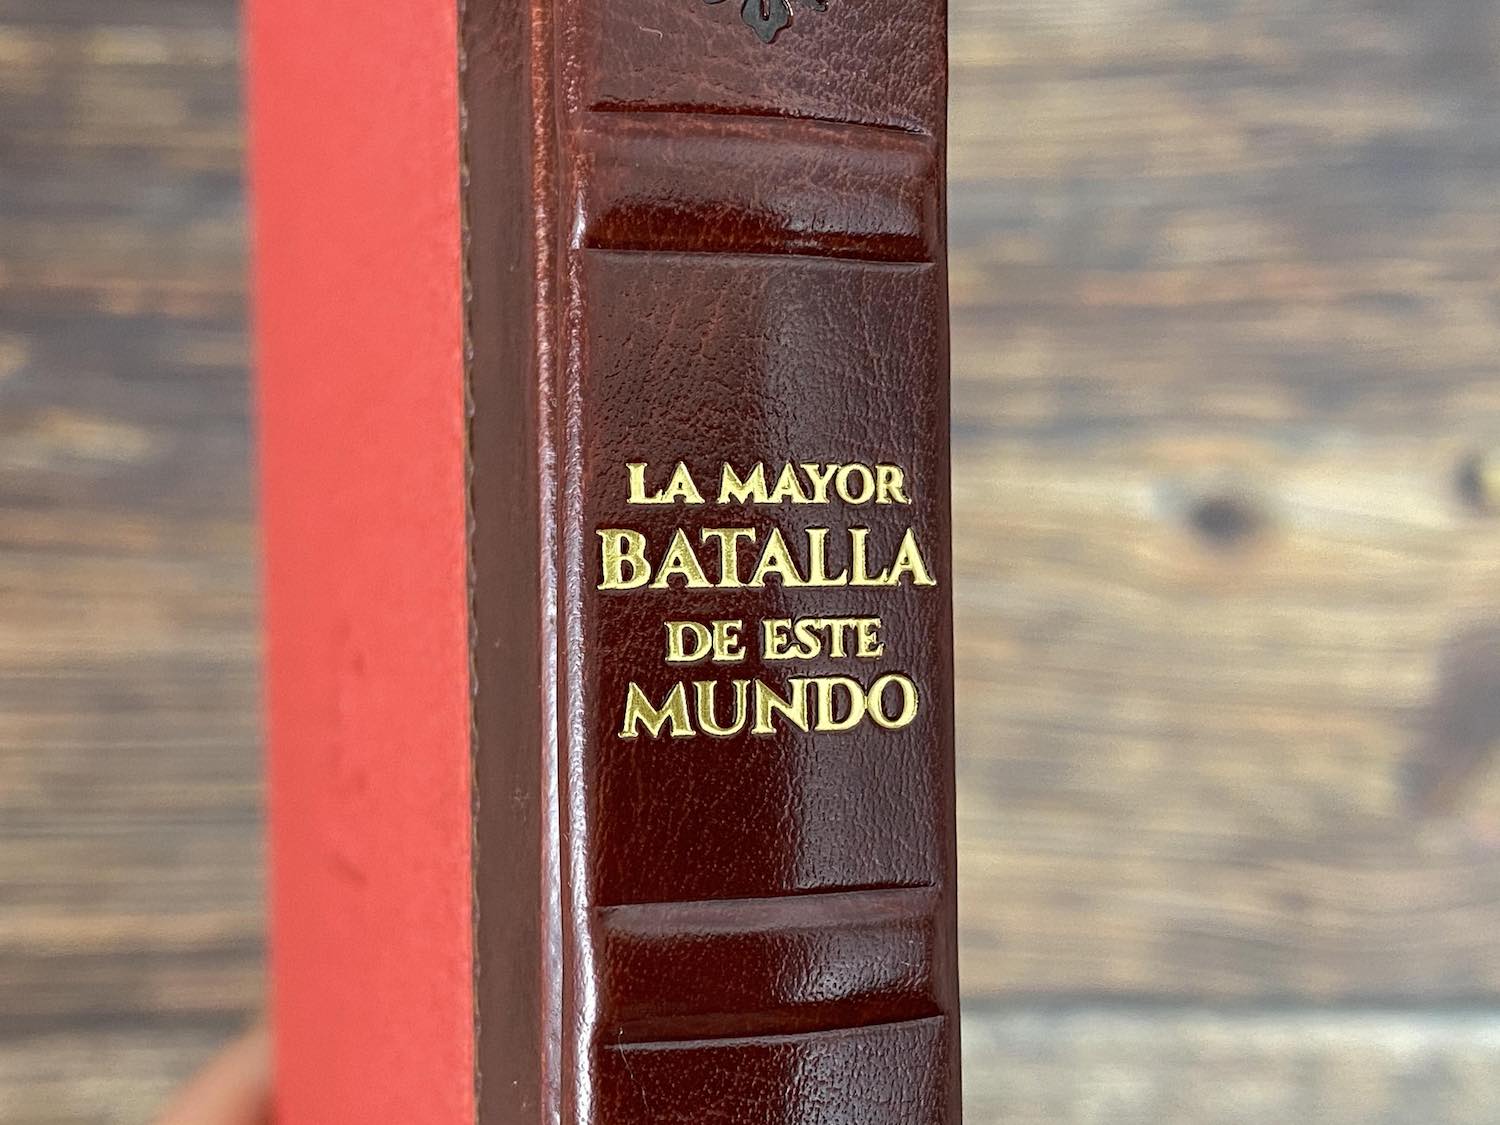 LA MAYOR
BATALLA
DE ESTE
MUNDO